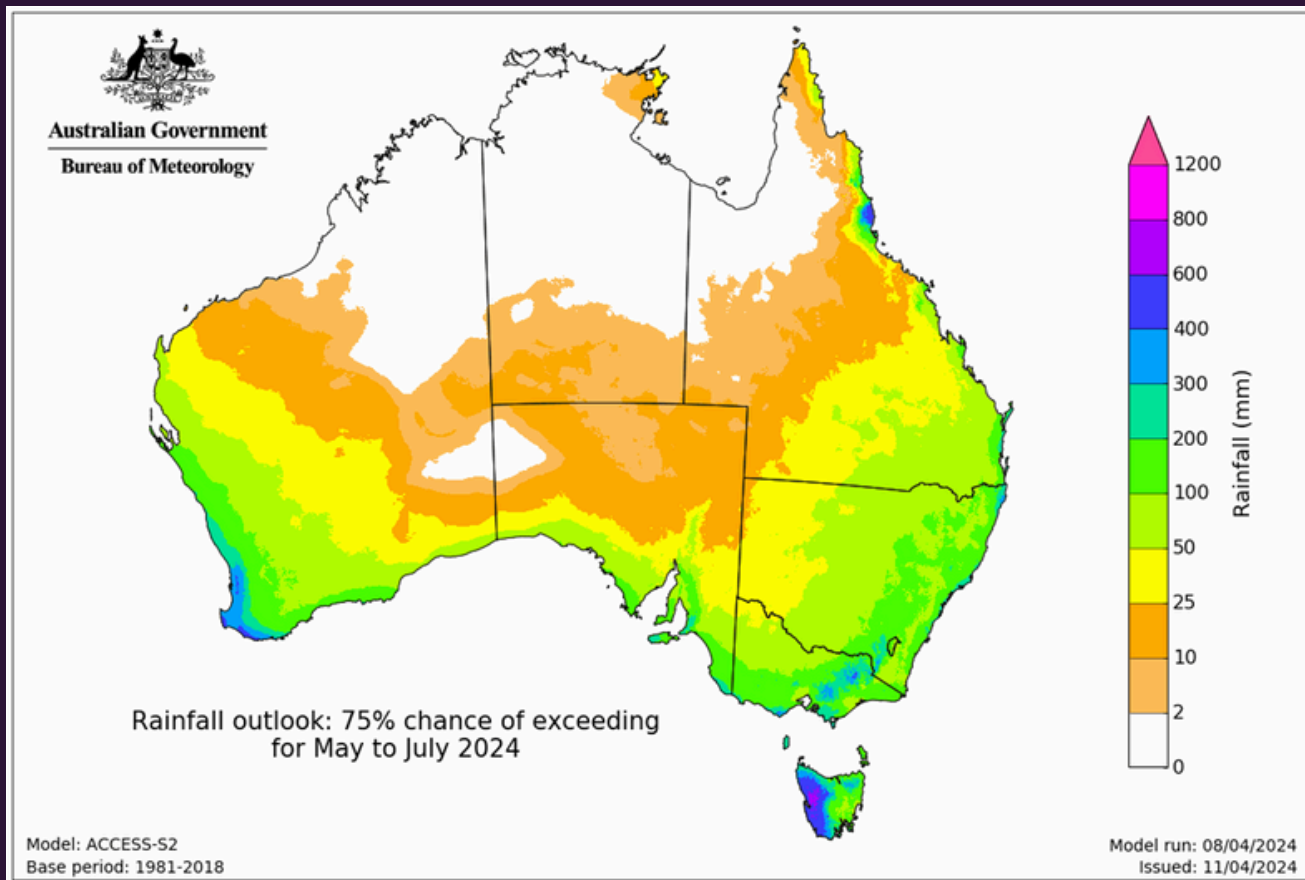 Australian Government
Bureau of Meteorology
1200
800
600
400
300
200
100
50
25
10
2
0
Rainfall (mm)
Rainfall outlook: 75% chance of exceeding
for May to July 2024
Model: ACCESS-S2
Base period: 1981-2018
Model run: 08/04/2024
Issued: 11/04/2024